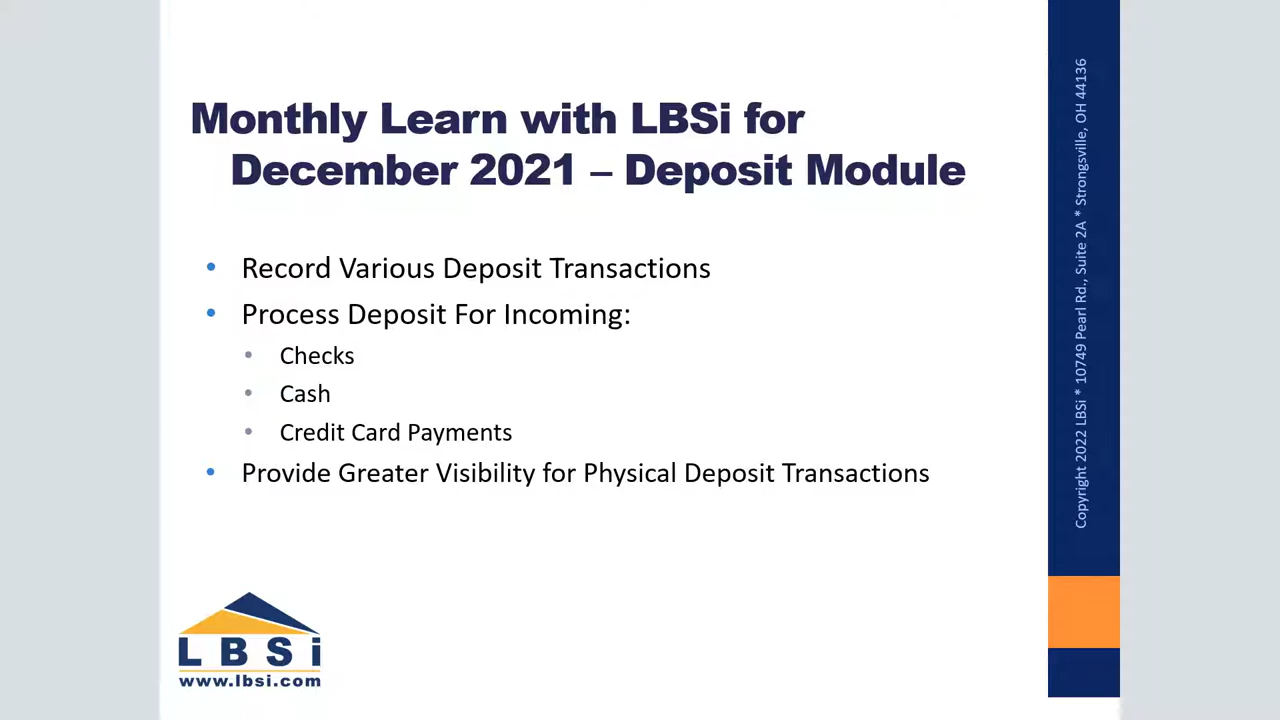 Monthly Learn with LBSi for
December 2021 – Deposit Module
• Record Various Deposit Transactions
• Process Deposit For Incoming:
• Checks
• Cash
• Credit Card Payments
• Provide Greater Visibility for Physical Deposit Transactions
LBSi
www.lbsi.com
Copyright 2022 LBSi * 10749 Pearl Rd., Suite 2A * Strongsville, OH 44136